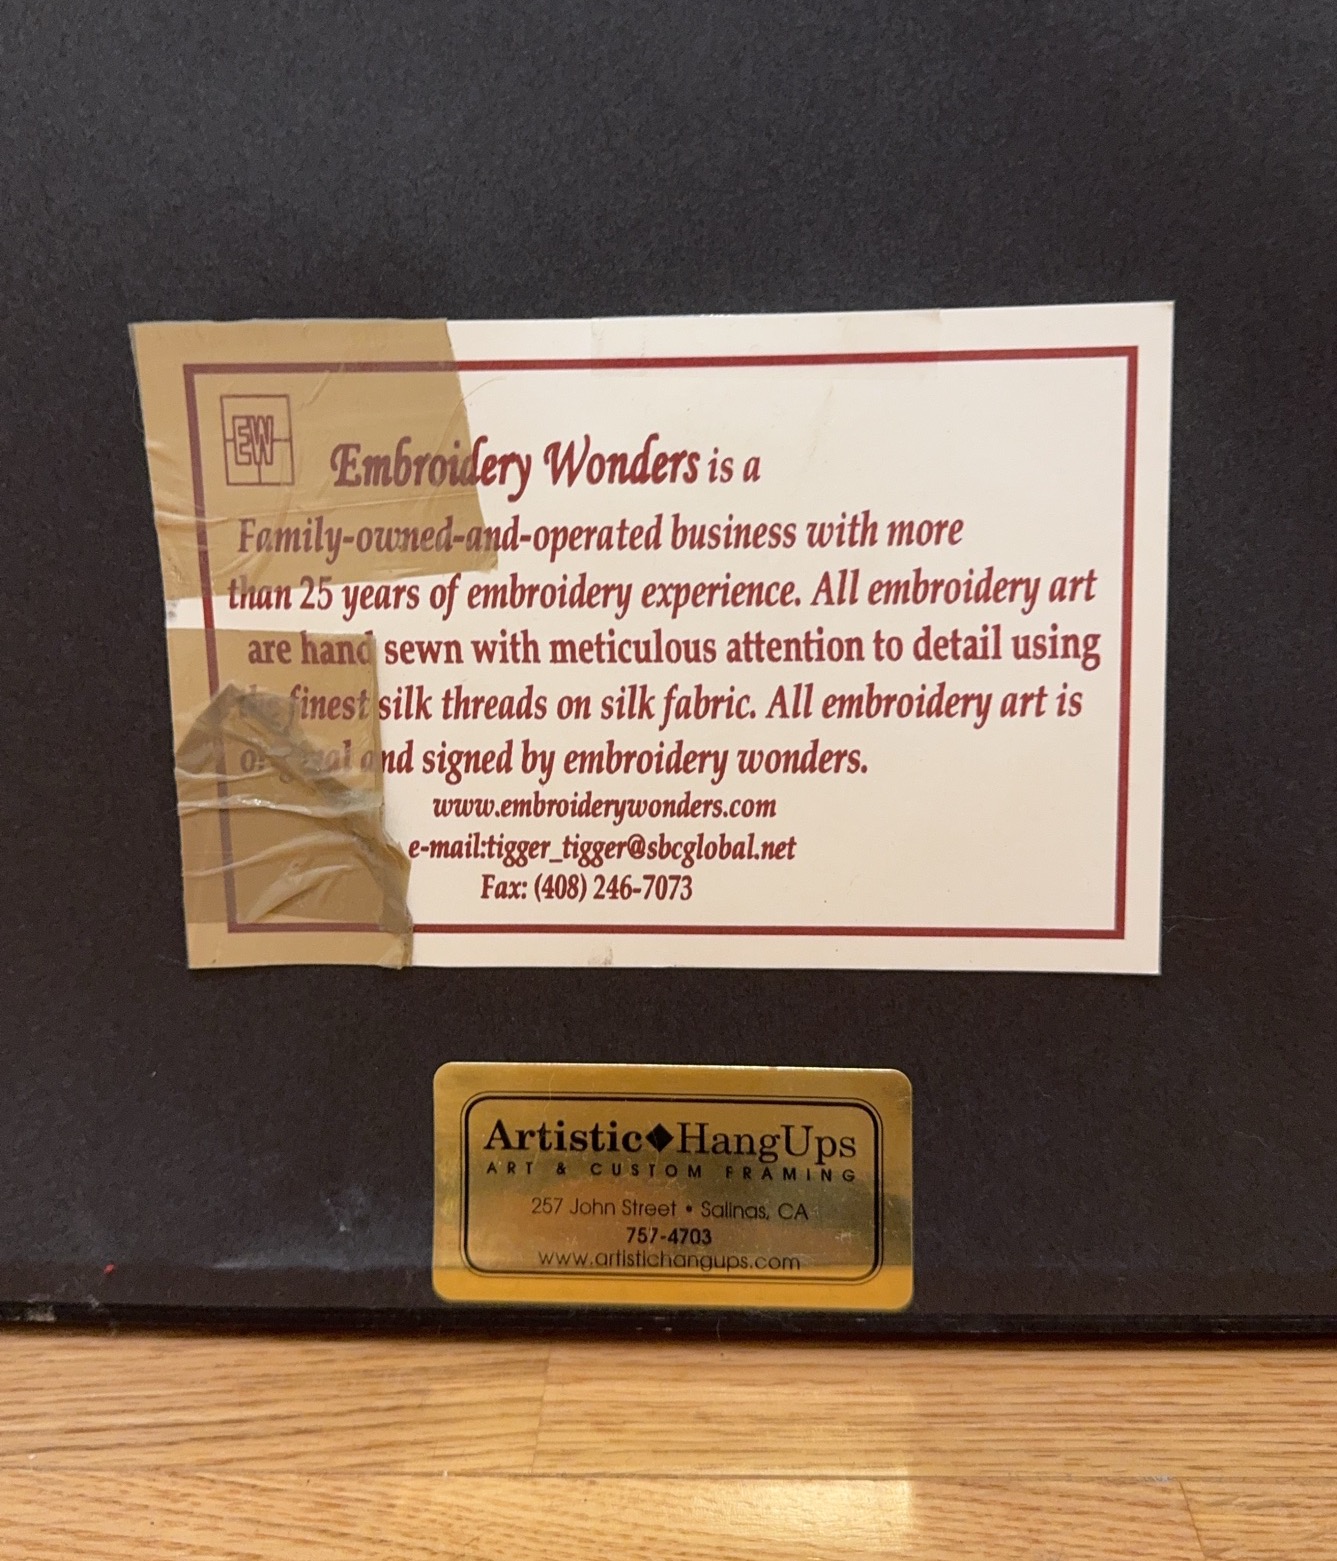 EW
Embroidery Wonders is a
Family-owned-and-operated business with more
than 25 years of embroidery experience. All embroidery art
are hand sewn with meticulous attention to detail using
the finest silk threads on silk fabric. All embroidery art is
original and signed by embroidery wonders.
www.embroiderywonders.com
e-mail:tigger_tigger@sbcglobal.net
Fax: (408) 246-7073
Artistic◆HangUps
ART & CUSTOM FRAMING
257 John Street • Salinas, CA
757-4703
www.artistichangups.com